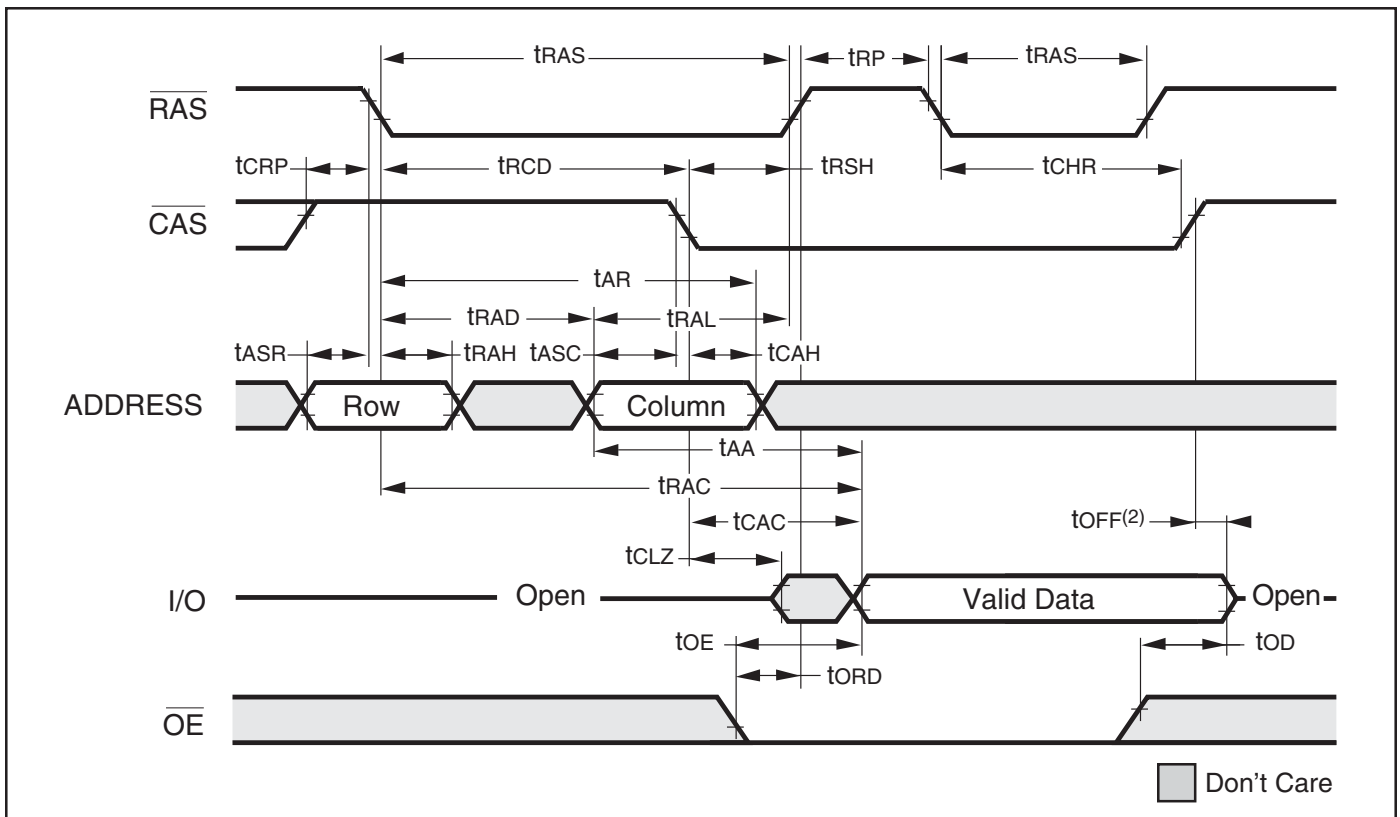 tRAS tRP tRAS
RAS
tCRP tRCD tRSH tCHR
CAS
tAR
tRAD tRAL
tASR tRAH tASC tCAH
ADDRESS Row Column
tAA
tRAC
tCAC tOFF(2)
tCLZ
I/O Open Valid Data Open
tOE tOD
tORD
OE
Don't Care